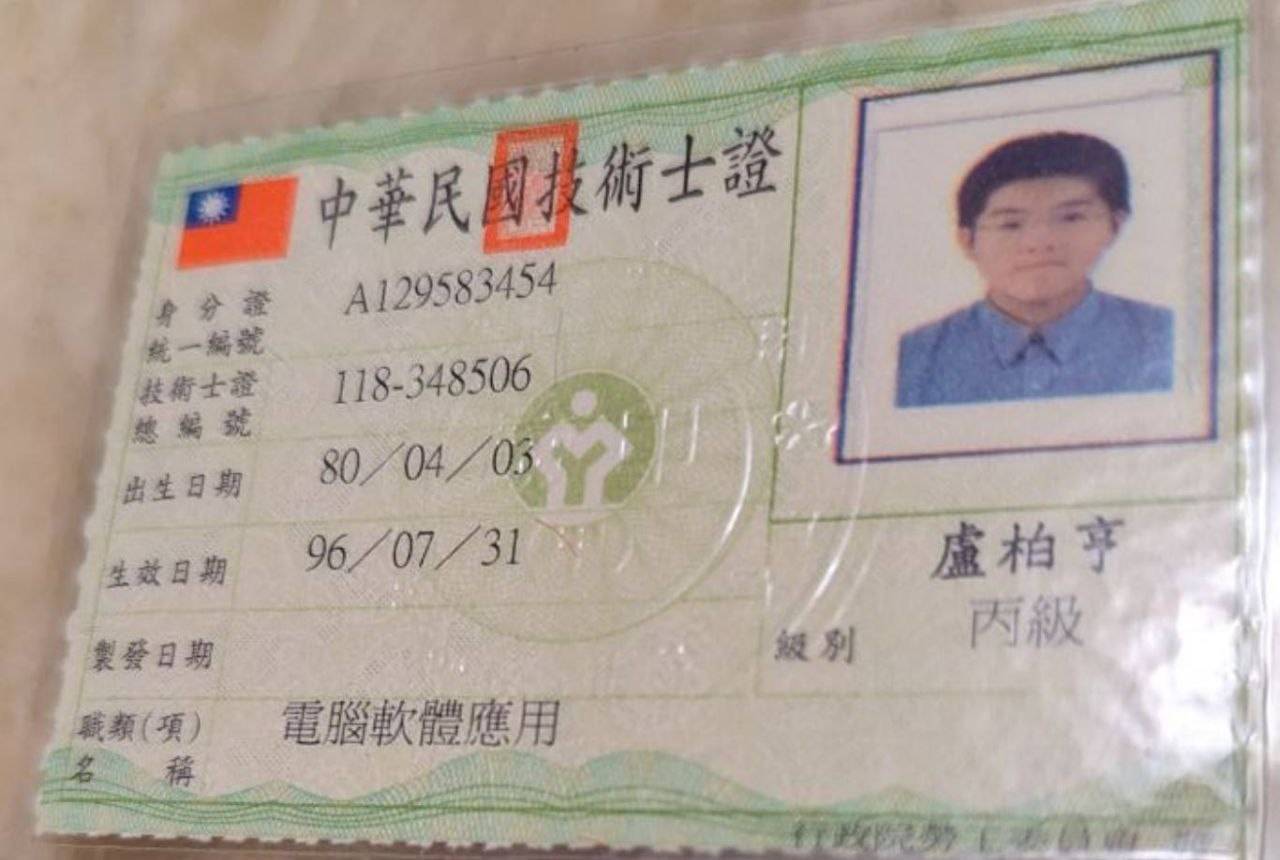 中華民國技術士證
身分證
統一編號
A129583454
技術士證
總編號
118-348506
出生日期 80/04/03
生效日期 96/07/31
製發日期
職類(項)
名稱
電腦軟體應用
盧柏亨
級別 丙級
行政院勞工委員會